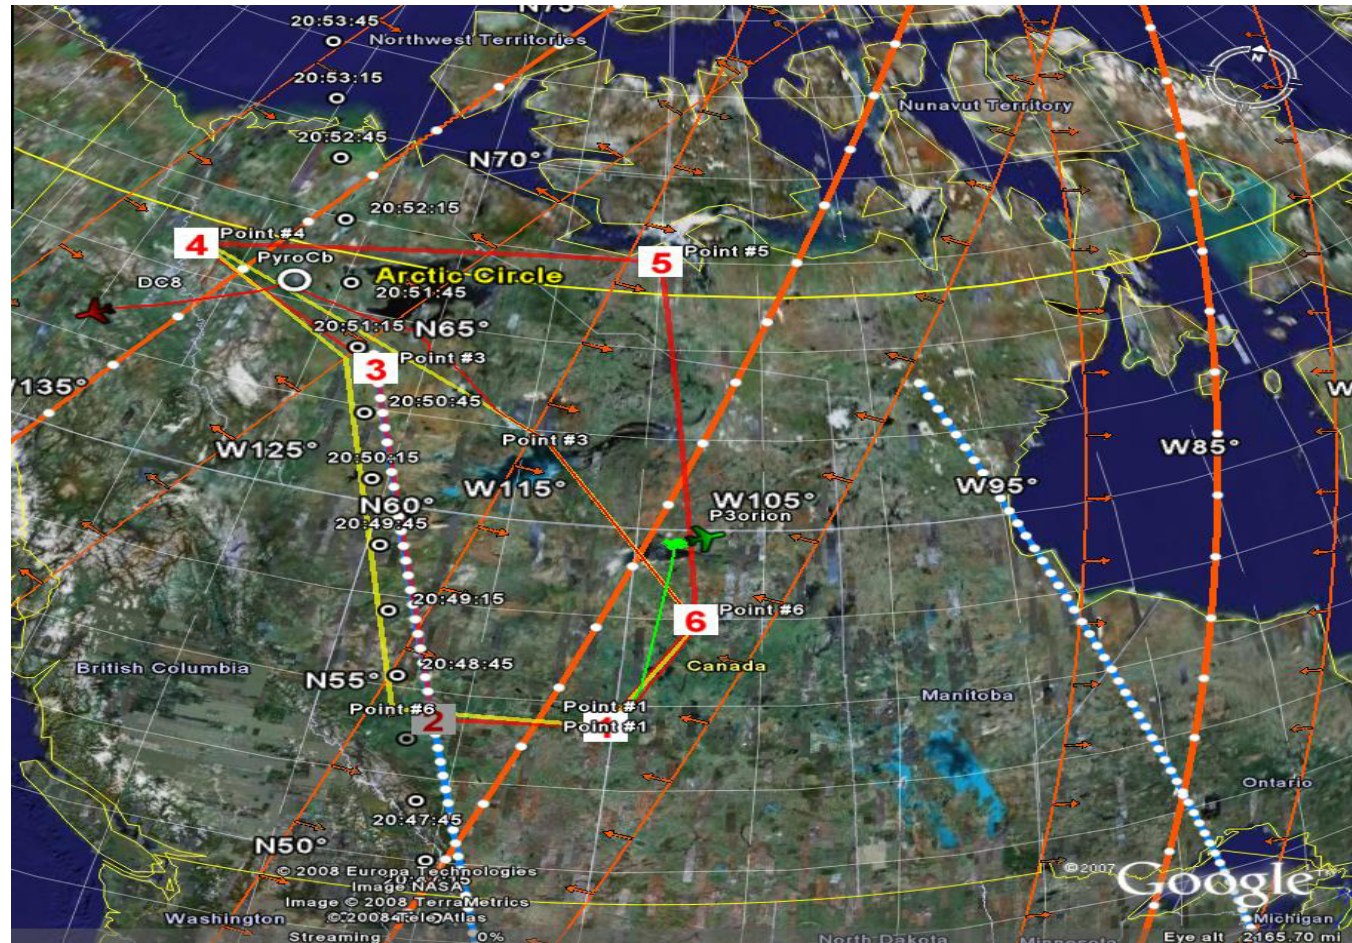 N75°
20:53:45
Northwest Territories
20:53:15
Nunavut Territory
20:52:45
N70°
20:52:15
Point #4
4
PyroCb
Point #5
5
DC8
Arctic Circle
20:51:45
20:51:15
N65°
Point #3
3
W135°
20:50:45
W125°
Point #3
20:50:15
W115°
W105°
W95°
W85°
W
N60°
P3orion
20:49:45
20:49:15
Point #6
6
20:48:45
British Columbia
Canada
N55°
Manitoba
Point #6
2
Point #1
Point #1
1
Ontario
20:47:45
N50°
© 2008 Europa Technologies
Image NASA
Image © 2008 TerraMetrics
© 2008 Tele Atlas
©2007 Google™
Washington
Michigan
Streaming 0%
North Dakota
Minnesota
Eye alt 2165.70 mi